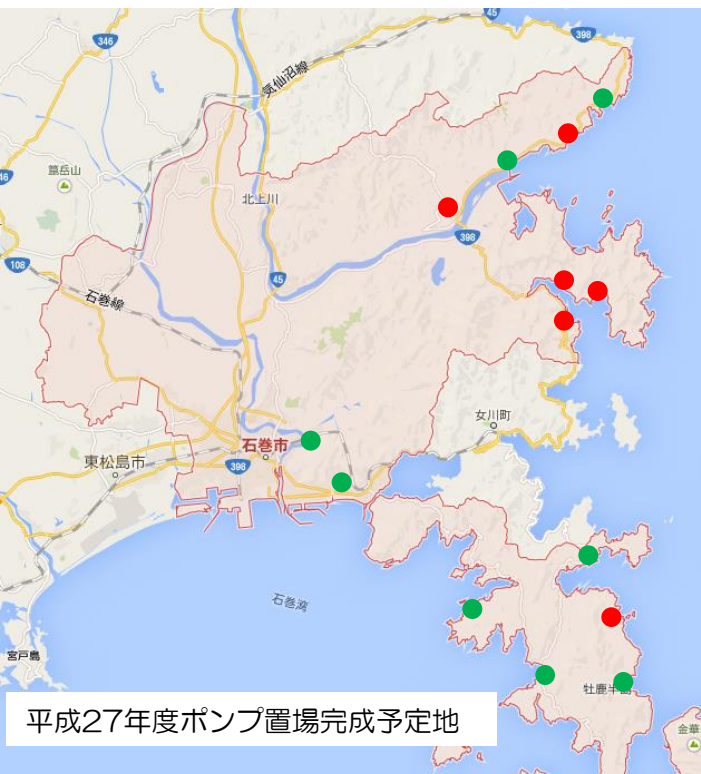 45
398
346
気仙沼線
箟岳山
北上川
398
108
45
石巻線
女川町
石巻市
東松島市
398
石巻湾
宮戸島
牡鹿半島
平成27年度ポンプ置場完成予定地
金華